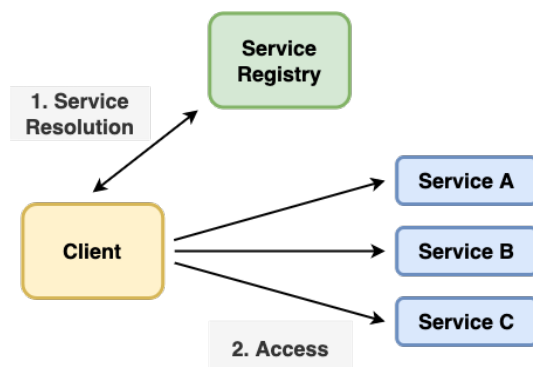 Service
Registry
1. Service
Resolution
Client
Service A
Service B
Service C
2. Access